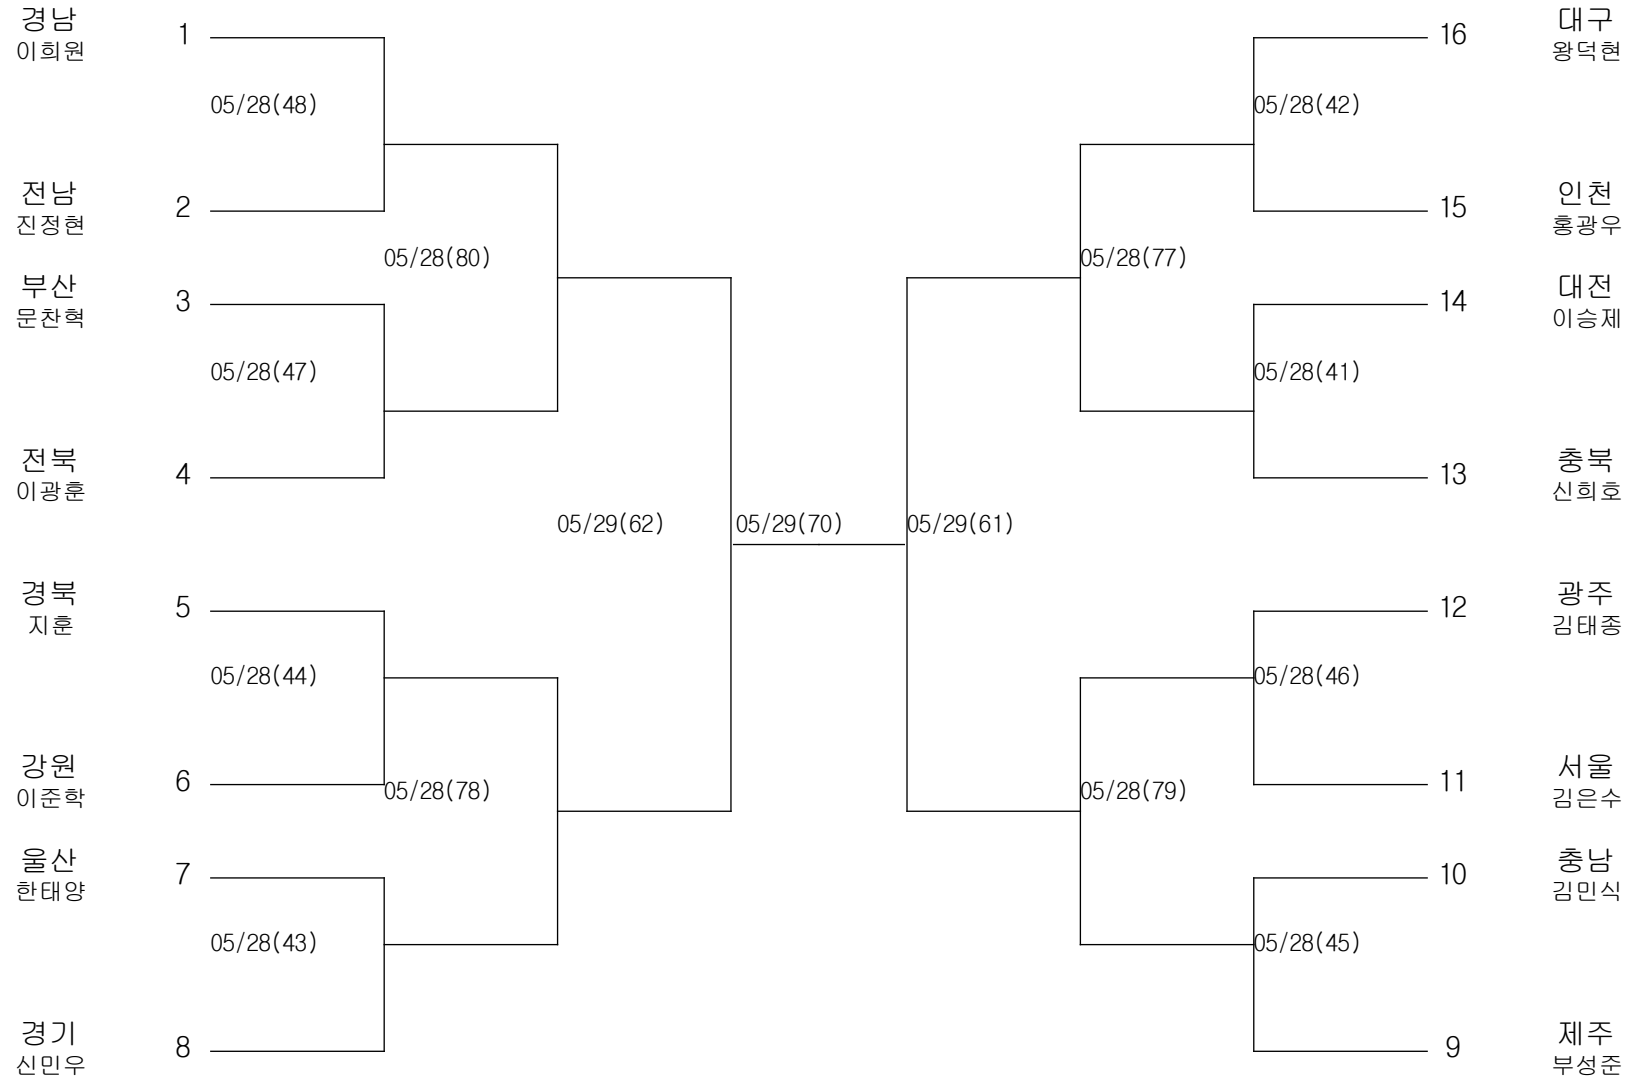 경남 1 16 대구
이희원 왕덕현
05/28(48) 05/28(42)
전남 2 15 인천
진정현 홍광우
05/28(80) 05/28(77)
부산 3 14 대전
문찬혁 이승제
05/28(47) 05/28(41)
전북 4 13 충북
이광훈 신희호
05/29(62) 05/29(70) 05/29(61)
경북 5 12 광주
지훈 김태종
05/28(44) 05/28(46)
강원 6 11 서울
이준학 05/28(78) 05/28(79) 김은수
울산 7 10 충남
한태양 김민식
05/28(43) 05/28(45)
경기 8 9 제주
신민우 부성준